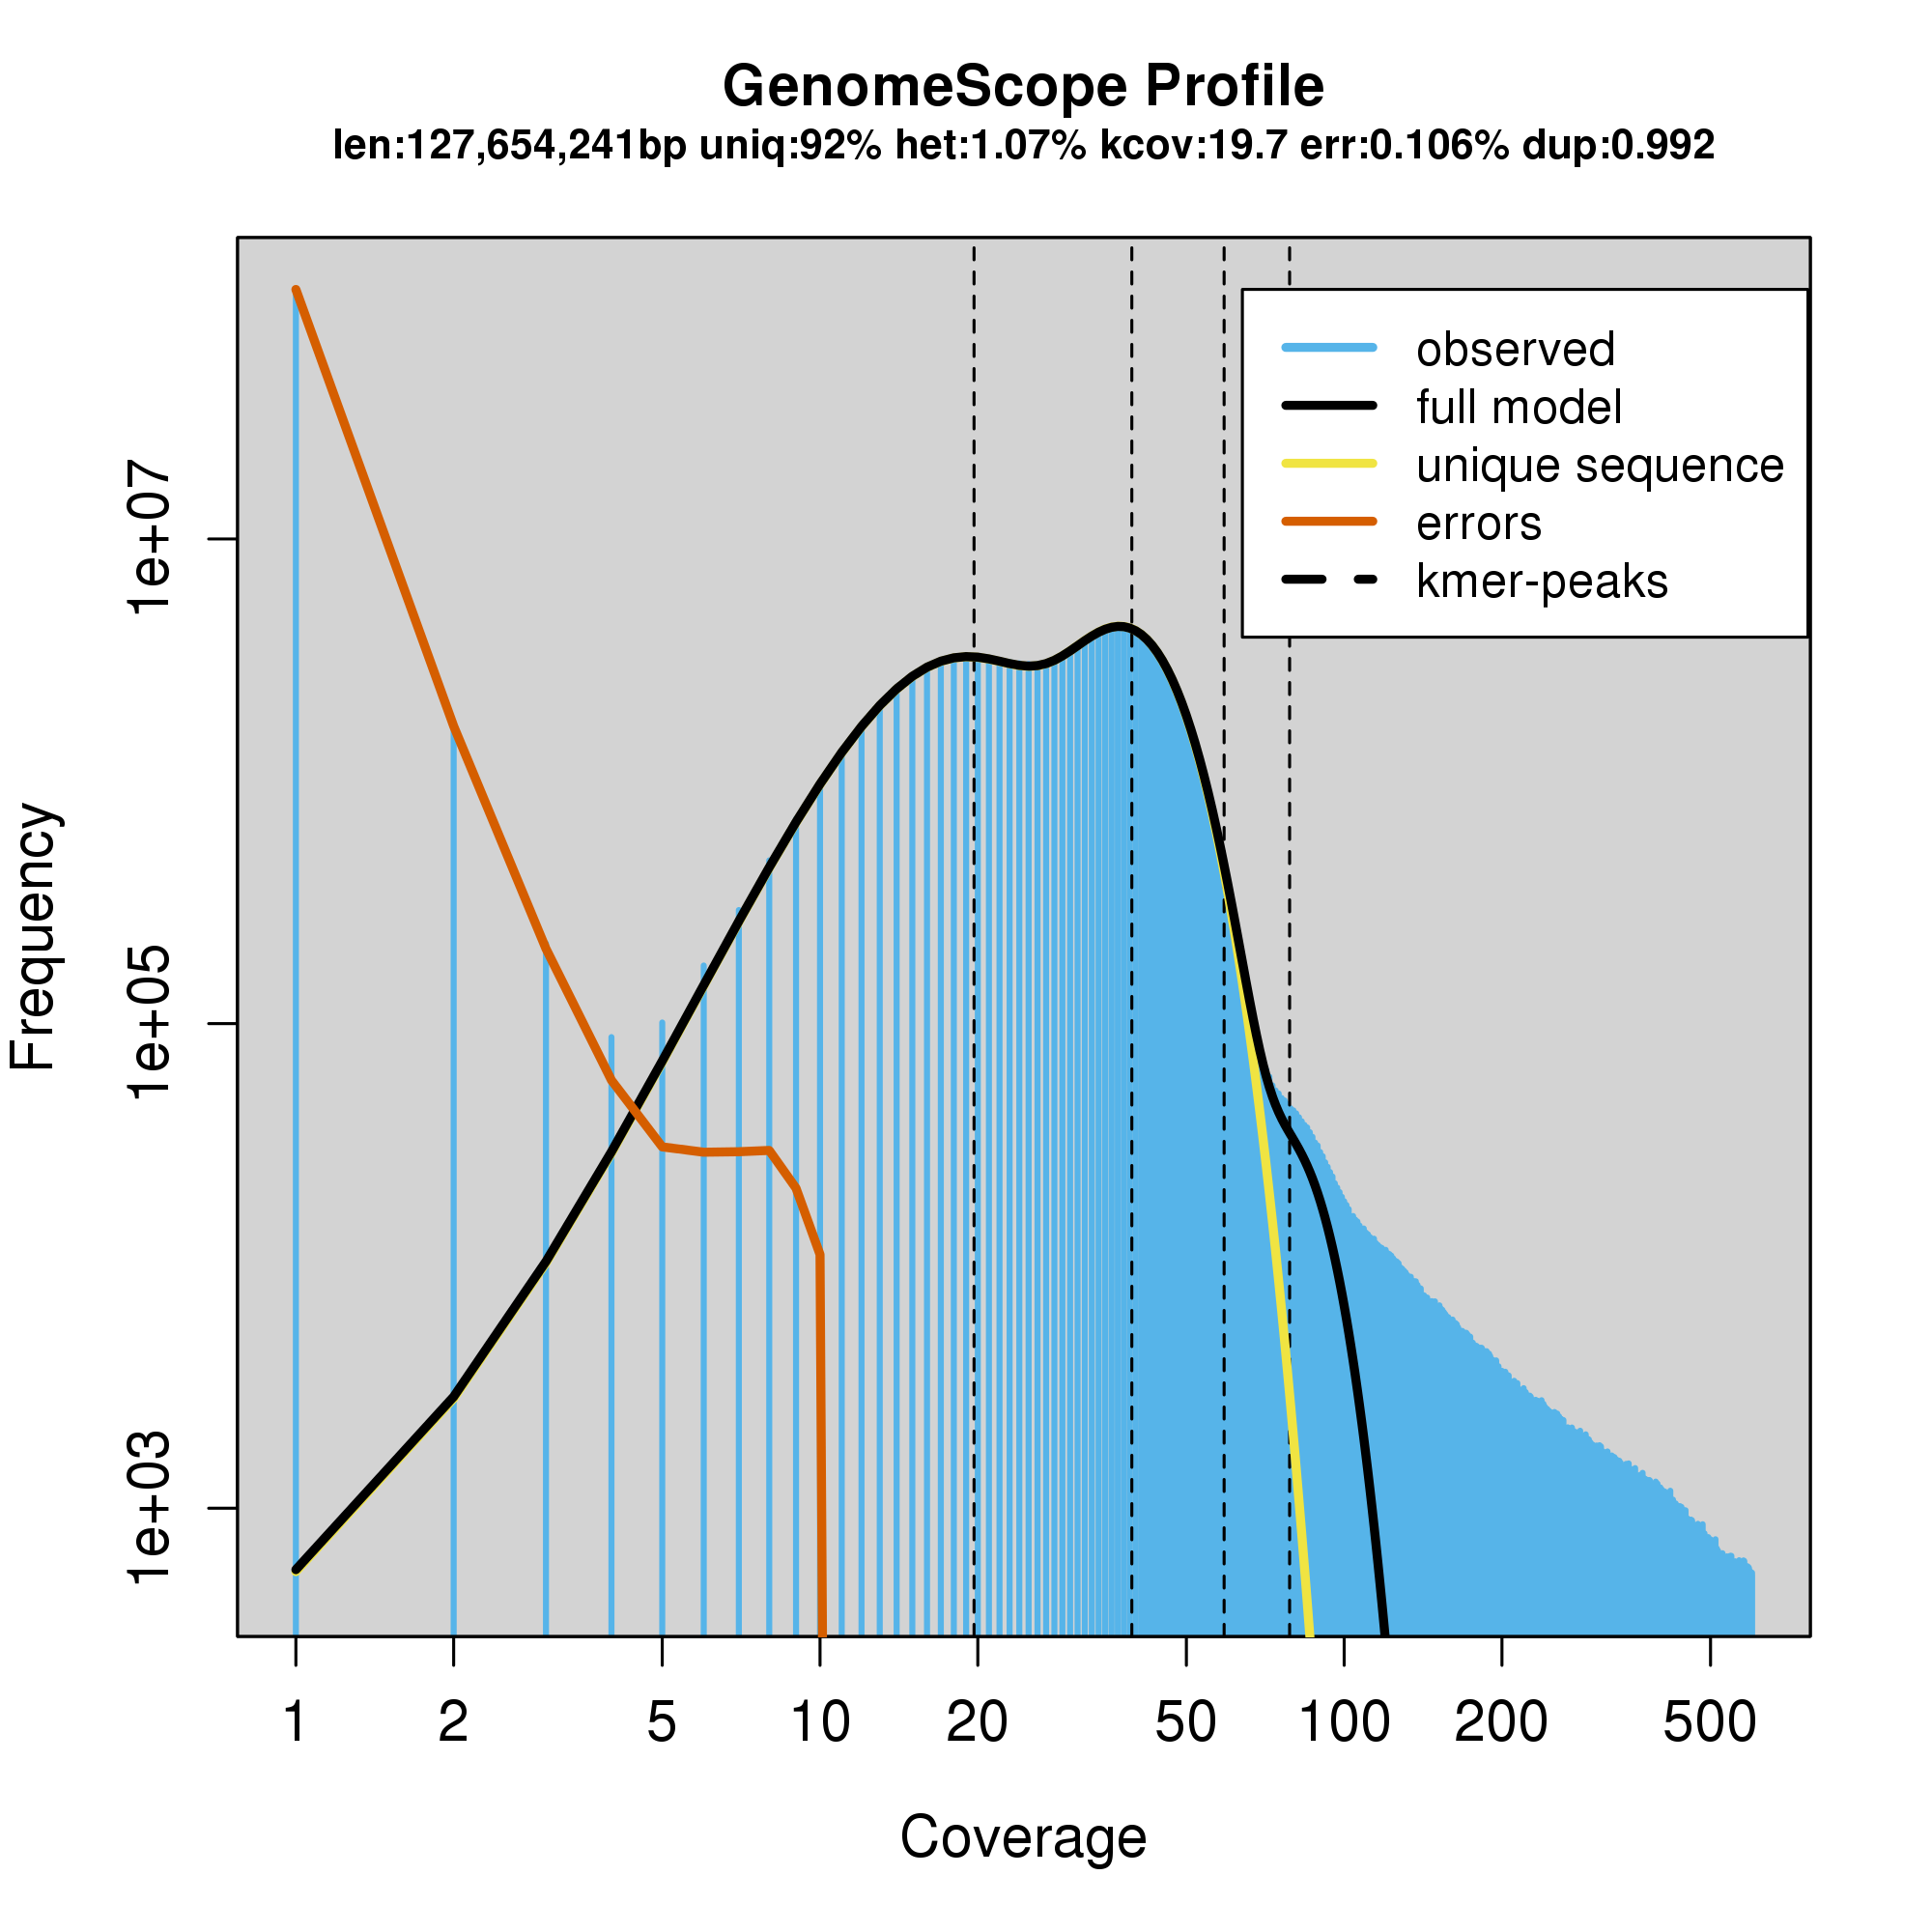 GenomeScope Profile
len:127,654,241bp uniq:92% het:1.07% kcov:19.7 err:0.106% dup:0.992
observed
full model
unique sequence
errors
kmer-peaks
Frequency
1e+07
1e+05
1e+03
1 2 5 10 20 50 100 200 500
Coverage